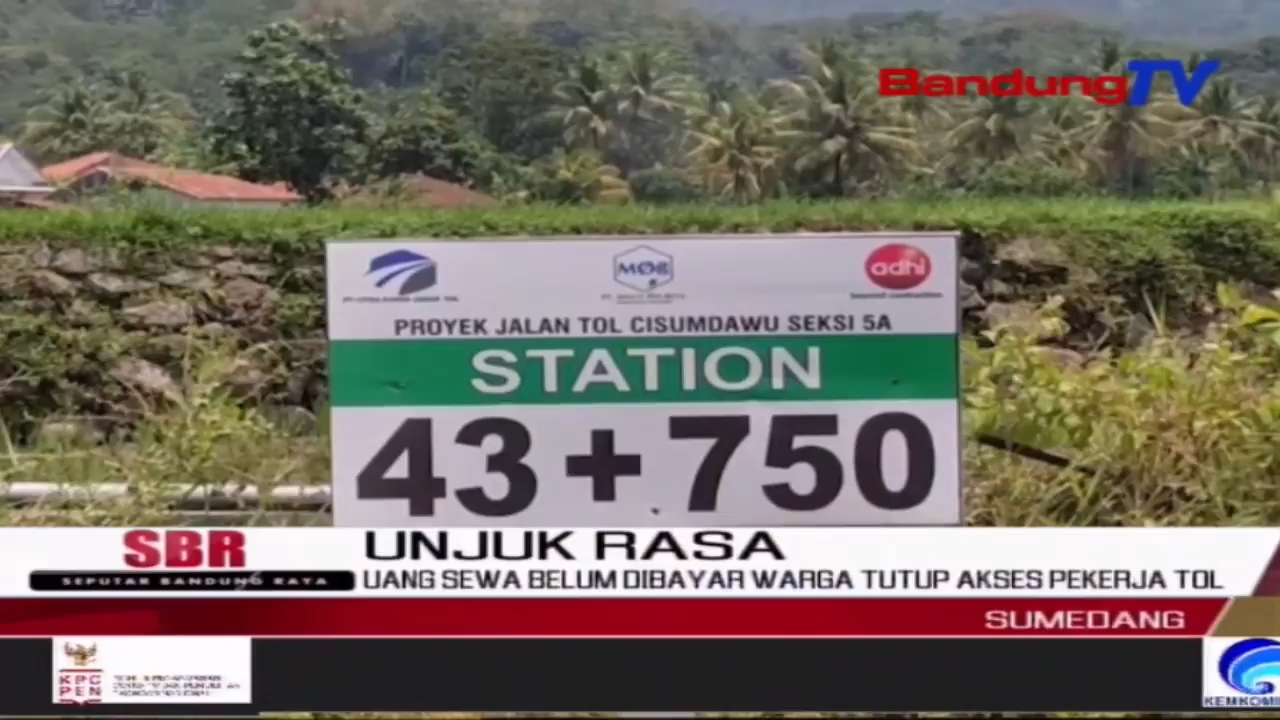 BandungTV
MØB
adhi
PROYEK JALAN TOL CISUMDAWU SEKSI 5A
STATION
43+750
SBR
SEPUTAR BANDUNG RAYA
UNJUK RASA
UANG SEWA BELUM DIBAYAR WARGA TUTUP AKSES PEKERJA TOL
SUMEDANG
KPC
PEN